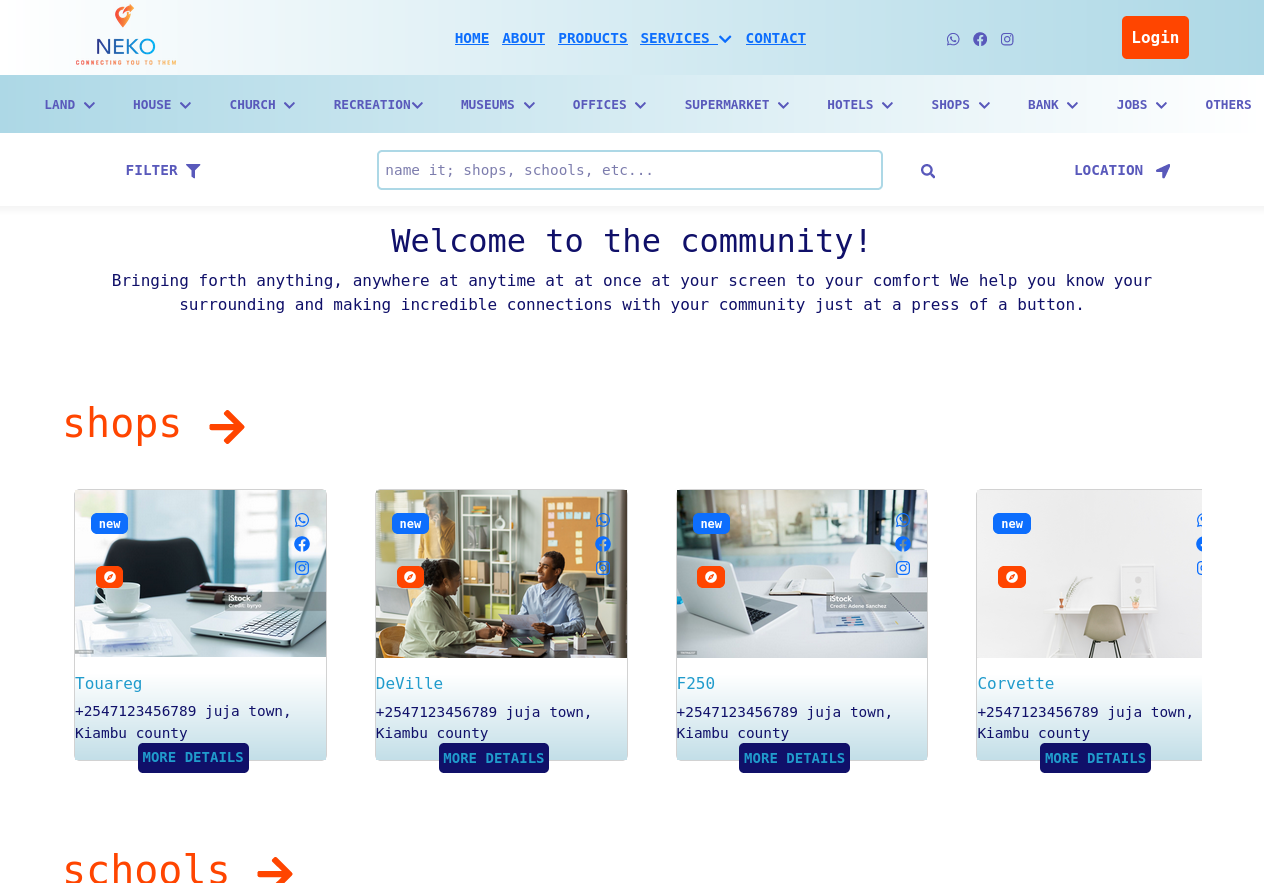 NEKO
CONNECTING YOU TO THEM
HOME ABOUT PRODUCTS SERVICES CONTACT
Login
LAND HOUSE CHURCH RECREATION MUSEUMS OFFICES SUPERMARKET HOTELS SHOPS BANK JOBS OTHERS
FILTER
name it; shops, schools, etc...
LOCATION
Welcome to the community!
Bringing forth anything, anywhere at anytime at at once at your screen to your comfort We help you know your
surrounding and making incredible connections with your community just at a press of a button.
shops
new
iStock
Credit: byryo
Touareg
+2547123456789 juja town,
Kiambu county
MORE DETAILS
new
DeVille
+2547123456789 juja town,
Kiambu county
MORE DETAILS
new
iStock
Credit: Adene Sanchez
F250
+2547123456789 juja town,
Kiambu county
MORE DETAILS
new
Corvette
+2547123456789 juja town,
Kiambu county
MORE DETAILS
schools